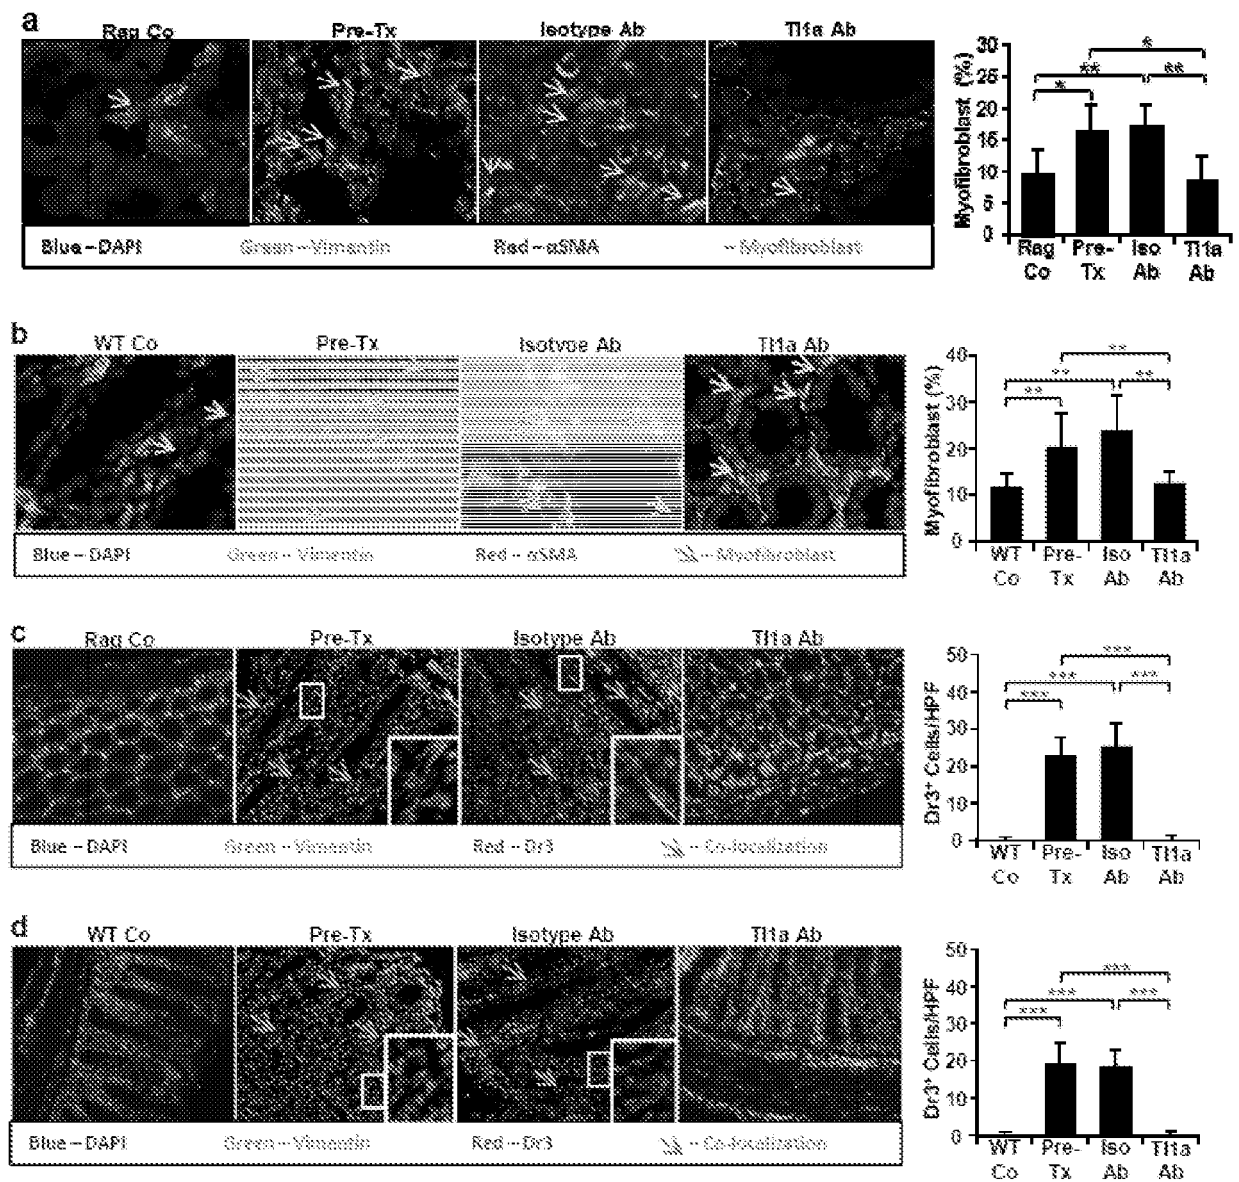 a
Rag Co Pre-Tx Isotype Ab Tl1a Ab
Blue – DAPI Green – Vimentin Red – αSMA – Myofibroblast
Myofibroblast (%)
30
25
20
15
10
5
0
* ** * **
Rag Co Pre-Tx Iso Ab Tl1a Ab
b
WT Co Pre-Tx Isotype Ab Tl1a Ab
Blue – DAPI Green – Vimentin Red – αSMA – Myofibroblast
Myofibroblast (%)
40
30
20
10
0
** ** ** **
WT Co Pre-Tx Iso Ab Tl1a Ab
c
Rag Co Pre-Tx Isotype Ab Tl1a Ab
Blue – DAPI Green – Vimentin Red – Dr3 – Co-localization
Dr3⁺ Cells/HPF
50
40
30
20
10
0
*** *** *** ***
WT Co Pre-Tx Iso Ab Tl1a Ab
d
WT Co Pre-Tx Isotype Ab Tl1a Ab
Blue – DAPI Green – Vimentin Red – Dr3 – Co-localization
Dr3⁺ Cells/HPF
50
40
30
20
10
0
*** *** *** ***
WT Co Pre-Tx Iso Ab Tl1a Ab